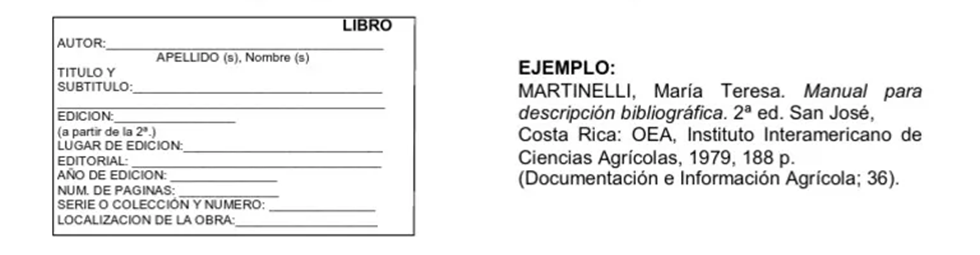 LIBRO
AUTOR:
APELLIDO (s), Nombre (s)
TITULO Y
SUBTITULO:
EDICION:
(a partir de la 2ª.)
LUGAR DE EDICION:
EDITORIAL:
AÑO DE EDICION:
NUM. DE PAGINAS:
SERIE O COLECCIÓN Y NUMERO:
LOCALIZACION DE LA OBRA:
EJEMPLO:
MARTINELLI, María Teresa. Manual para
descripción bibliográfica. 2ª ed. San José,
Costa Rica: OEA, Instituto Interamericano de
Ciencias Agrícolas, 1979, 188 p.
(Documentación e Información Agrícola; 36).